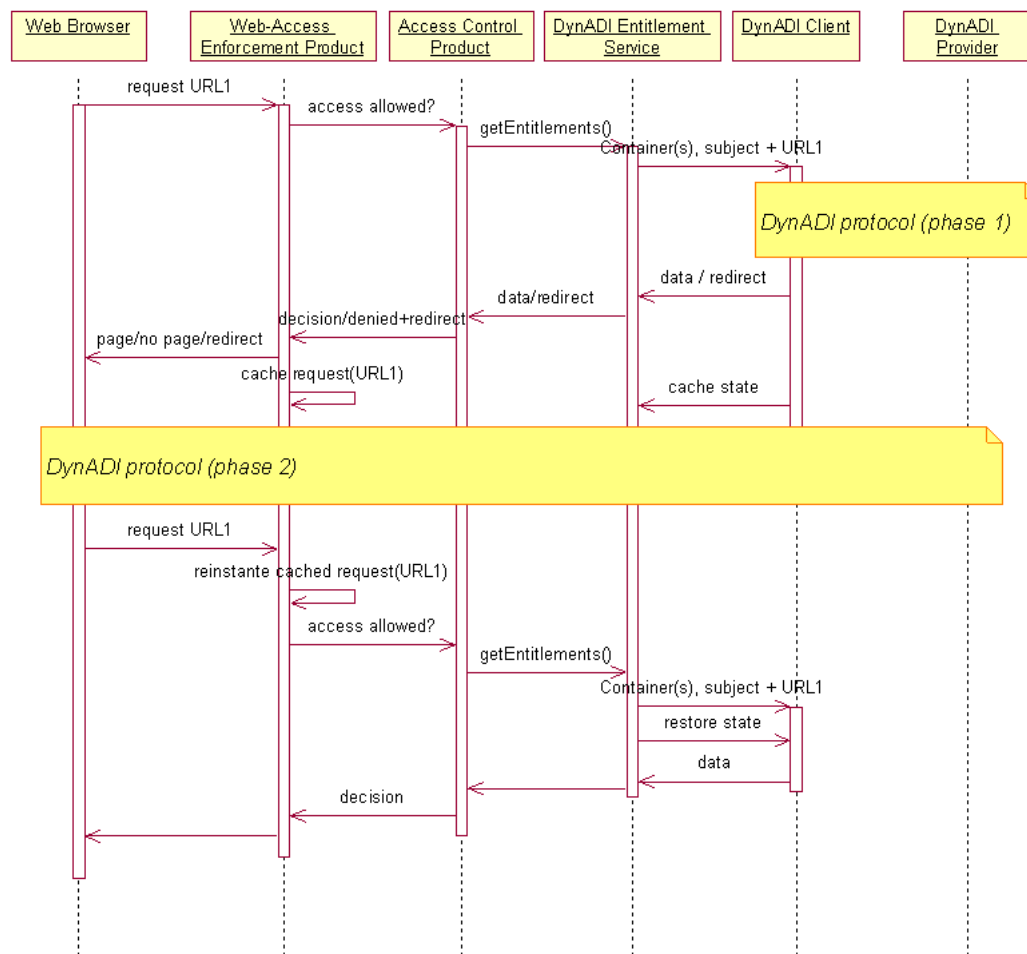 Web Browser
Web-Access
Enforcement Product
Access Control
Product
DynADI Entitlement
Service
DynADI Client
DynADI
Provider
request URL1
access allowed?
getEntitlements()
Container(s), subject + URL1
DynADI protocol (phase 1)
data / redirect
data/redirect
decision/denied+redirect
page/no page/redirect
cache request(URL1)
cache state
DynADI protocol (phase 2)
request URL1
reinstante cached request(URL1)
access allowed?
getEntitlements()
Container(s), subject + URL1
restore state
data
decision